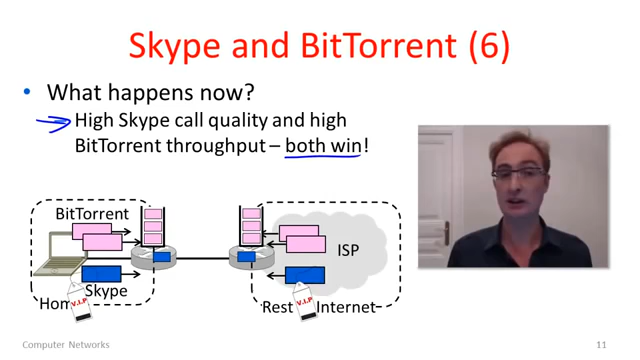 Skype and BitTorrent (6)
• What happens now?
High Skype call quality and high
BitTorrent throughput – both win!
BitTorrent
ISP
Skype
Hom
V.I.P
Rest
V.I.P
Internet
Computer Networks
11